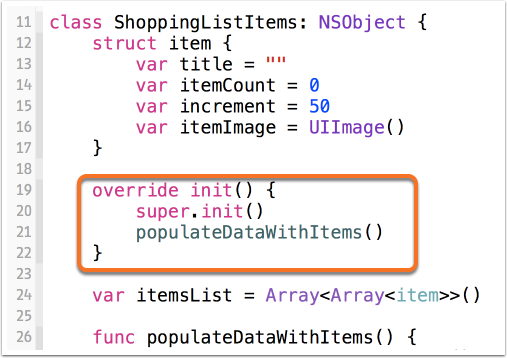 11 class ShoppingListItems: NSObject {
12 struct item {
13 var title = ""
14 var itemCount = 0
15 var increment = 50
16 var itemImage = UIImage()
17 }
18
19 override init() {
20 super.init()
21 populateDataWithItems()
22 }
23
24 var itemsList = Array<Array<item>>()
25
26 func populateDataWithItems() {